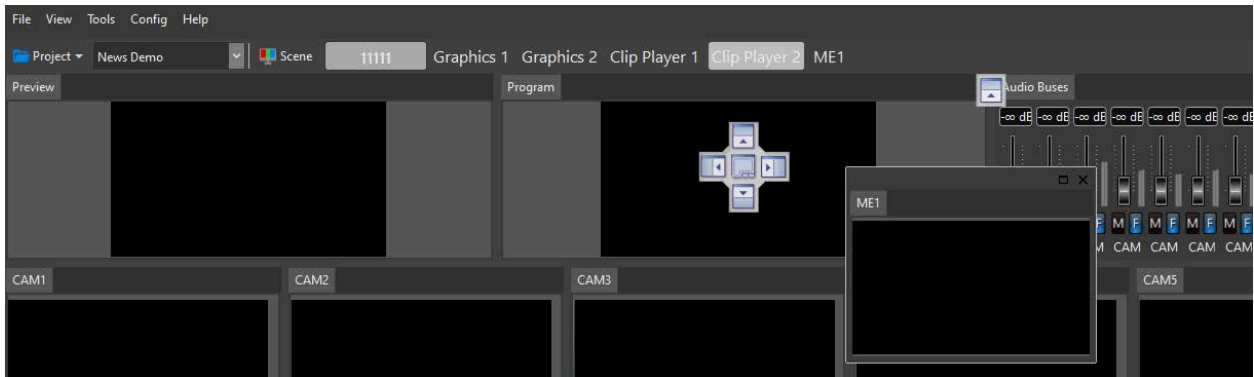 File View Tools Config Help
Project News Demo Scene 11111 Graphics 1 Graphics 2 Clip Player 1 Clip Player 2 ME1
Preview Program Audio Buses
-∞ dB -∞ dB -∞ dB -∞ dB -∞ dB -∞ dB -∞ dB
ME1
F M F M F M F M F
CAM CAM CAM CAM
CAM1 CAM2 CAM3 CAM5